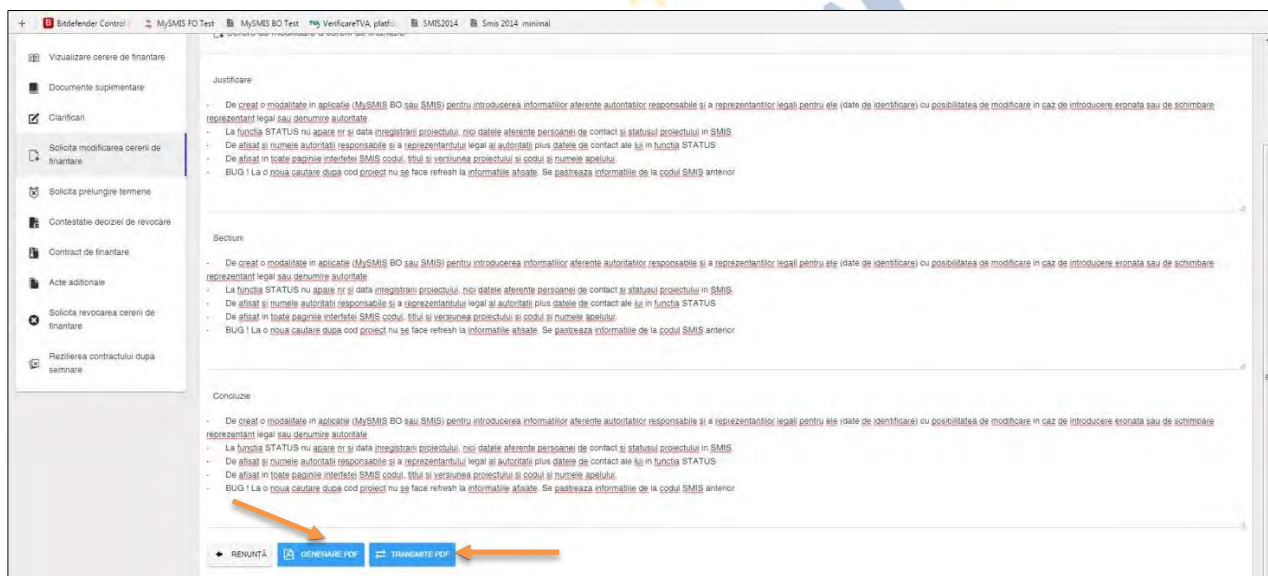 + Bitdefender Control MySMIS FO Test MySMIS BO Test VerificareTVA, platfo SMIS2014 Smis 2014 minimal
Cerere de modificare a cererii de finantare
Vizualizare cerere de finantare
Documente suplimentare
Clarificari
Solicita modificarea cererii de
finantare
Solicita prelungire termene
Contestatie deciziei de revocare
Contract de finantare
Acte aditionale
Solicita revocarea cererii de
finantare
Rezilierea contractului dupa
semnare
Justificare
- De creat o modalitate in aplicatie (MySMIS BO sau SMIS) pentru introducerea informatiilor aferente autoritatilor responsabile si a reprezentantilor legali pentru ele (date de identificare) cu posibilitatea de modificare in caz de introducere eronata sau de schimbare
reprezentant legal sau denumire autoritate.
- La functia STATUS nu apare nr si data inregistrarii proiectului, nici datele aferente persoanei de contact si statusul proiectului in SMIS.
- De afisat si numele autoritatii responsabile si a reprezentantului legal al autoritatii plus datele de contact ale lui in functia STATUS
- De afisat in toate paginile interfetei SMIS codul, titlul si versiunea proiectului si codul si numele apelului.
- BUG ! La o noua cautare dupa cod proiect nu se face refresh la informatiile afisate. Se pastreaza informatiile de la codul SMIS anterior
Sectiuni
- De creat o modalitate in aplicatie (MySMIS BO sau SMIS) pentru introducerea informatiilor aferente autoritatilor responsabile si a reprezentantilor legali pentru ele (date de identificare) cu posibilitatea de modificare in caz de introducere eronata sau de schimbare
reprezentant legal sau denumire autoritate.
- La functia STATUS nu apare nr si data inregistrarii proiectului, nici datele aferente persoanei de contact si statusul proiectului in SMIS.
- De afisat si numele autoritatii responsabile si a reprezentantului legal al autoritatii plus datele de contact ale lui in functia STATUS
- De afisat in toate paginile interfetei SMIS codul, titlul si versiunea proiectului si codul si numele apelului.
- BUG ! La o noua cautare dupa cod proiect nu se face refresh la informatiile afisate. Se pastreaza informatiile de la codul SMIS anterior
Concluzie
- De creat o modalitate in aplicatie (MySMIS BO sau SMIS) pentru introducerea informatiilor aferente autoritatilor responsabile si a reprezentantilor legali pentru ele (date de identificare) cu posibilitatea de modificare in caz de introducere eronata sau de schimbare
reprezentant legal sau denumire autoritate.
- La functia STATUS nu apare nr si data inregistrarii proiectului, nici datele aferente persoanei de contact si statusul proiectului in SMIS.
- De afisat si numele autoritatii responsabile si a reprezentantului legal al autoritatii plus datele de contact ale lui in functia STATUS
- De afisat in toate paginile interfetei SMIS codul, titlul si versiunea proiectului si codul si numele apelului.
- BUG ! La o noua cautare dupa cod proiect nu se face refresh la informatiile afisate. Se pastreaza informatiile de la codul SMIS anterior
RENUNȚĂ GENERARE PDF TRANSMITE PDF